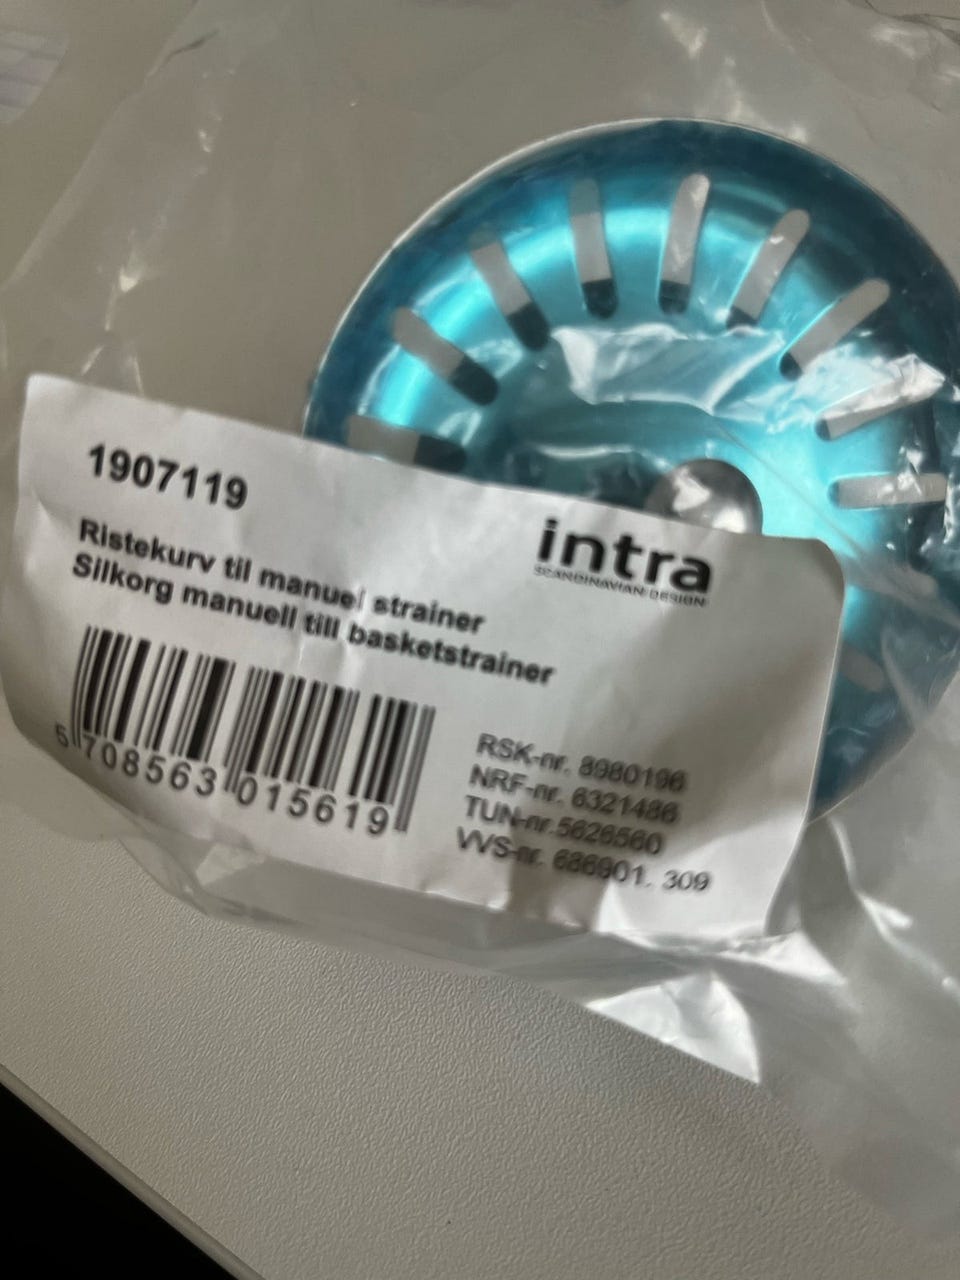 1907119
intra
SCANDINAVIAN DESIGN
Ristekurv til manuel strainer
Silkorg manuell till basketstrainer
5 708563 015619
RSK-nr. 8980196
NRF-nr. 6321486
TUN-nr.5626560
VVS-nr. 686901. 309